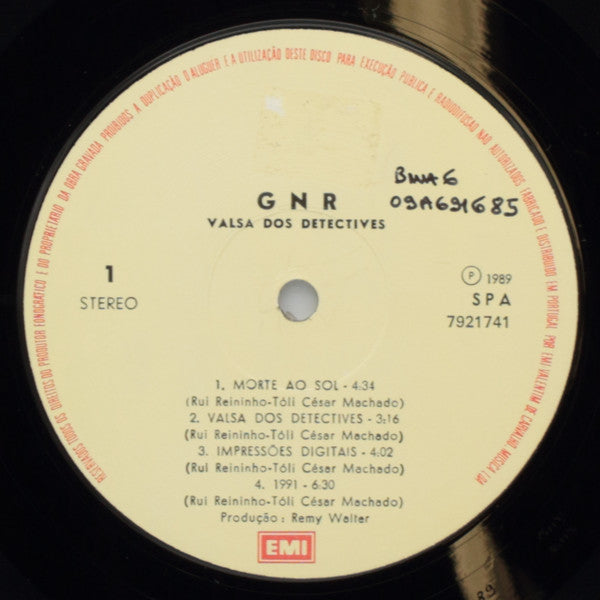 RESERVADOS TODOS OS DIREITOS DO PRODUTOR FONOGRÁFICO E DO PROPRIETÁRIO DA OBRA GRAVADA PROIBIDOS A DUPLICAÇÃO O ALUGUER E A UTILIZAÇÃO DESTE DISCO PARA EXECUÇÃO PÚBLICA E RADIODIFUSÃO NÃO AUTORIZADOS FABRICADO E DISTRIBUIDO EM PORTUGAL POR EMI VALENTIM DE CARVALHO MÚSICA LDA
GNR
VALSA DOS DETECTIVES
09A691685
1
STEREO
Ⓟ 1989
SPA
7921741
1. MORTE AO SOL - 4:34
(Rui Reininho-Tóli César Machado)
2. VALSA DOS DETECTIVES - 3:16
(Rui Reininho-Tóli César Machado)
3. IMPRESSÕES DIGITAIS - 4:02
(Rui Reininho-Tóli César Machado)
4. 1991 - 6:30
(Rui Reininho-Tóli César Machado)
Produção: Remy Walter
EMI